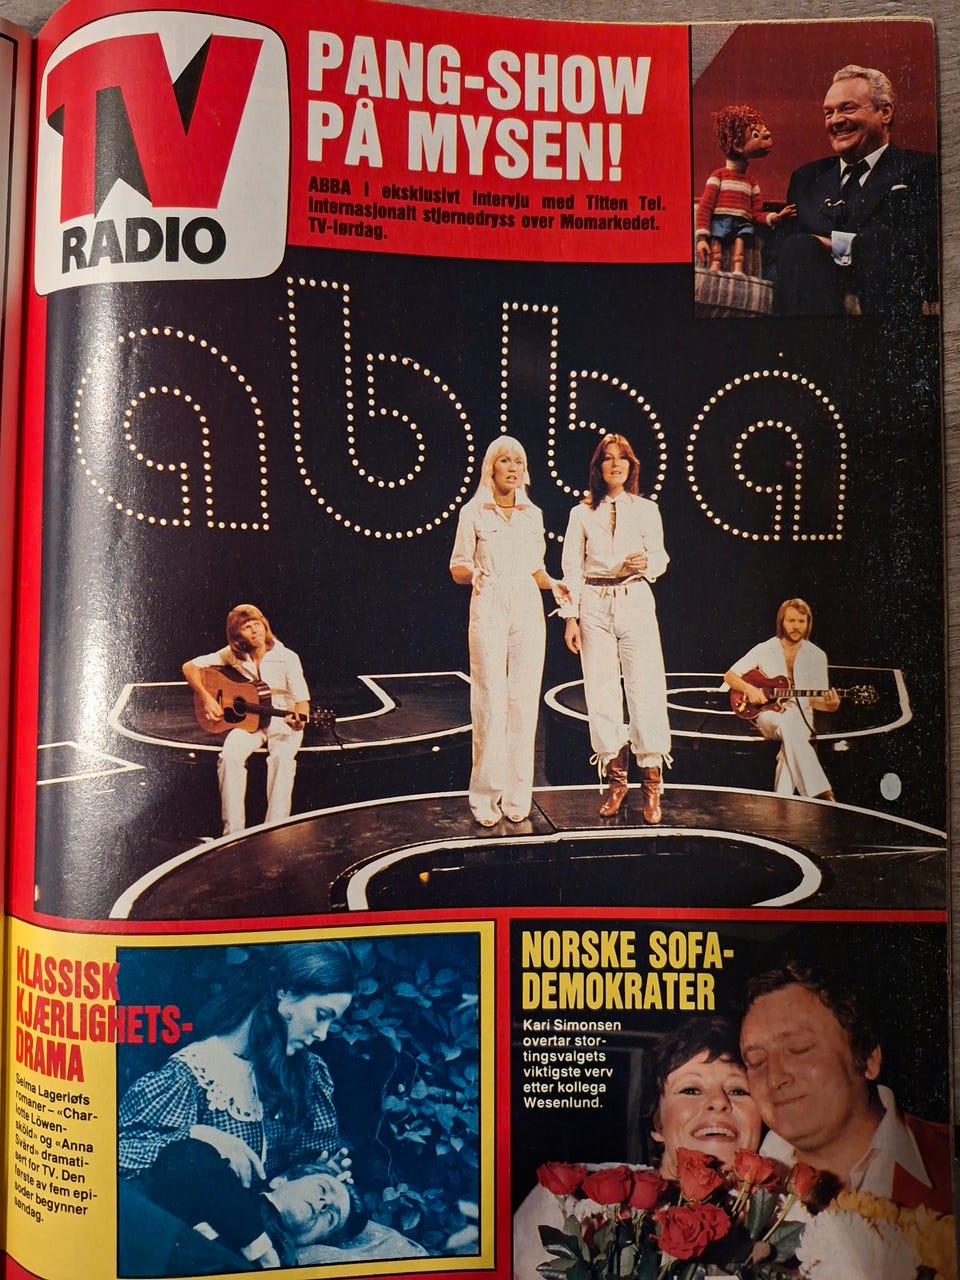 TV
RADIO
PANG-SHOW
PÅ MYSEN!
ABBA i eksklusivt intervju med Titten Tei.
Internasjonalt stjernedryss over Momarkedet.
TV-lørdag.
abba
KLASSISK
KJÆRLIGHETS-
DRAMA
Selma Lagerløfs
romaner – «Char-
lotte Löwen-
sköld» og «Anna
Svärd» dramati-
sert for TV. Den
første av fem epi-
soder begynner
søndag.
NORSKE SOFA-
DEMOKRATER
Kari Simonsen
overtar stor-
tingsvalgets
viktigste verv
etter kollega
Wesenlund.